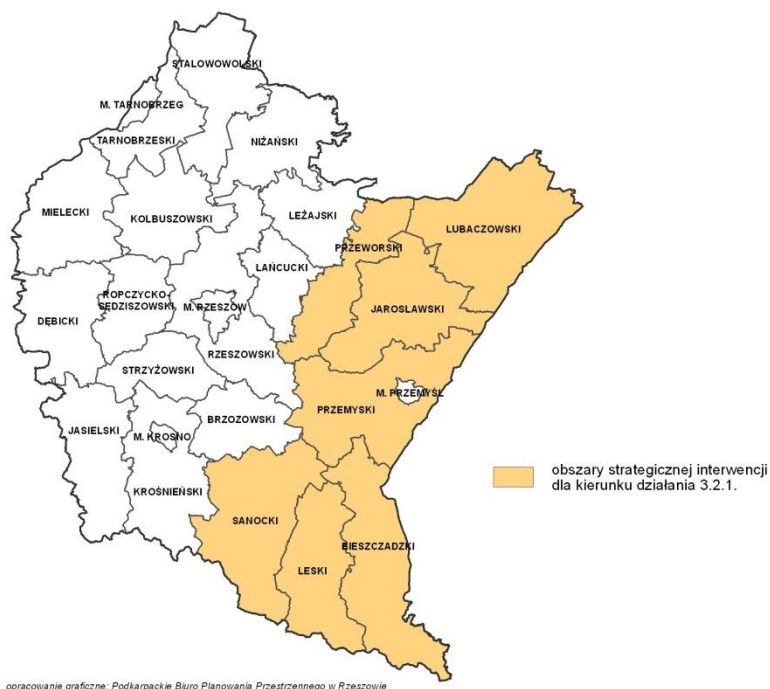 STALOWOWOLSKI
M. TARNOBRZEG
TARNOBRZESKI
NIŻAŃSKI
MIELECKI
KOLBUSZOWSKI
LEŻAJSKI
LUBACZOWSKI
PRZEWORSKI
ŁAŃCUCKI
ROPCZYCKO-
SĘDZISZOWSKI
M. RZESZÓW
JAROSŁAWSKI
DĘBICKI
RZESZOWSKI
STRZYŻOWSKI
M. PRZEMYŚL
PRZEMYSKI
BRZOZOWSKI
JASIELSKI
M. KROSNO
obszary strategicznej interwencji
dla kierunku działania 3.2.1.
KROŚNIEŃSKI
SANOCKI
BIESZCZADZKI
LESKI
opracowanie graficzne: Podkarpackie Biuro Planowania Przestrzennego w Rzeszowie